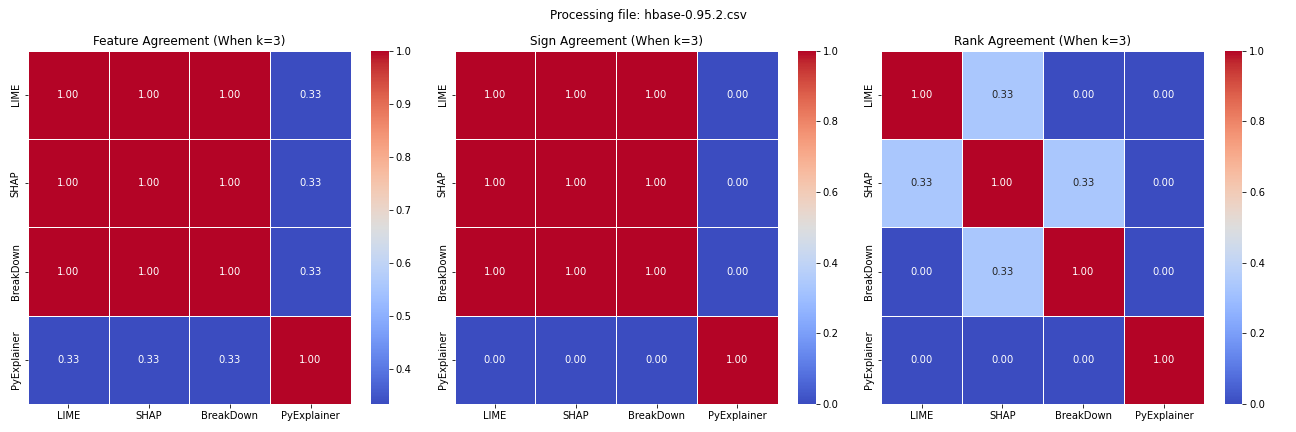 Processing file: hbase-0.95.2.csv
Feature Agreement (When k=3)
LIME 1.00 1.00 1.00 0.33
SHAP 1.00 1.00 1.00 0.33
BreakDown 1.00 1.00 1.00 0.33
PyExplainer 0.33 0.33 0.33 1.00
LIME SHAP BreakDown PyExplainer
1.0
0.9
0.8
0.7
0.6
0.5
0.4
Sign Agreement (When k=3)
LIME 1.00 1.00 1.00 0.00
SHAP 1.00 1.00 1.00 0.00
BreakDown 1.00 1.00 1.00 0.00
PyExplainer 0.00 0.00 0.00 1.00
LIME SHAP BreakDown PyExplainer
1.0
0.8
0.6
0.4
0.2
0.0
Rank Agreement (When k=3)
LIME 1.00 0.33 0.00 0.00
SHAP 0.33 1.00 0.33 0.00
BreakDown 0.00 0.33 1.00 0.00
PyExplainer 0.00 0.00 0.00 1.00
LIME SHAP BreakDown PyExplainer
1.0
0.8
0.6
0.4
0.2
0.0